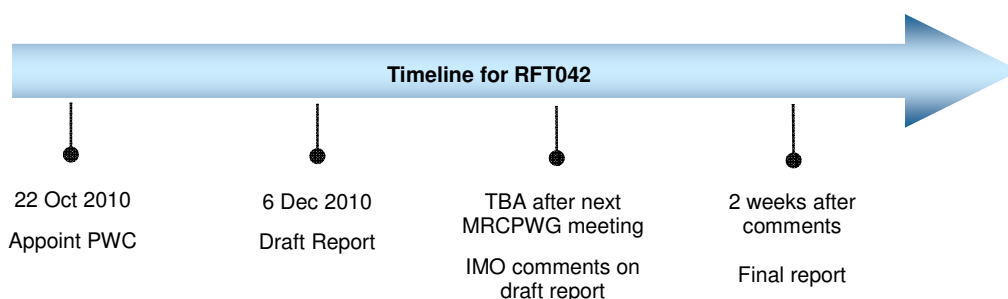 Timeline for RFT042
22 Oct 2010
Appoint PWC
6 Dec 2010
Draft Report
TBA after next
MRCPWG meeting
IMO comments on
draft report
2 weeks after
comments
Final report